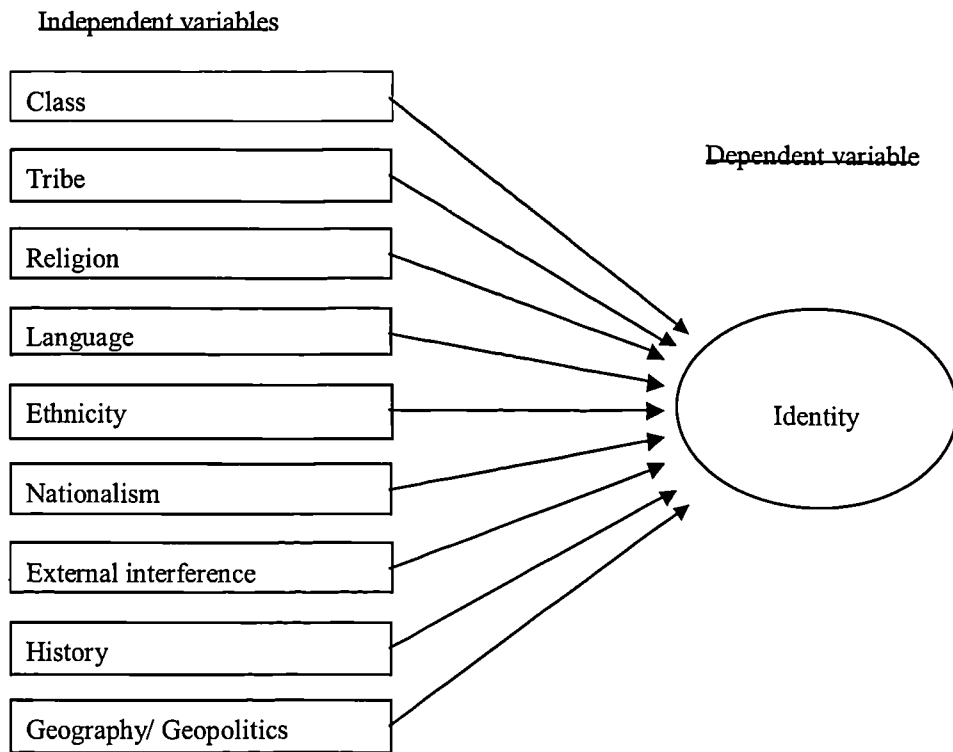 Independent variables
Class
Dependent variable
Tribe
Religion
Language
Ethnicity
Identity
Nationalism
External interference
History
Geography/ Geopolitics